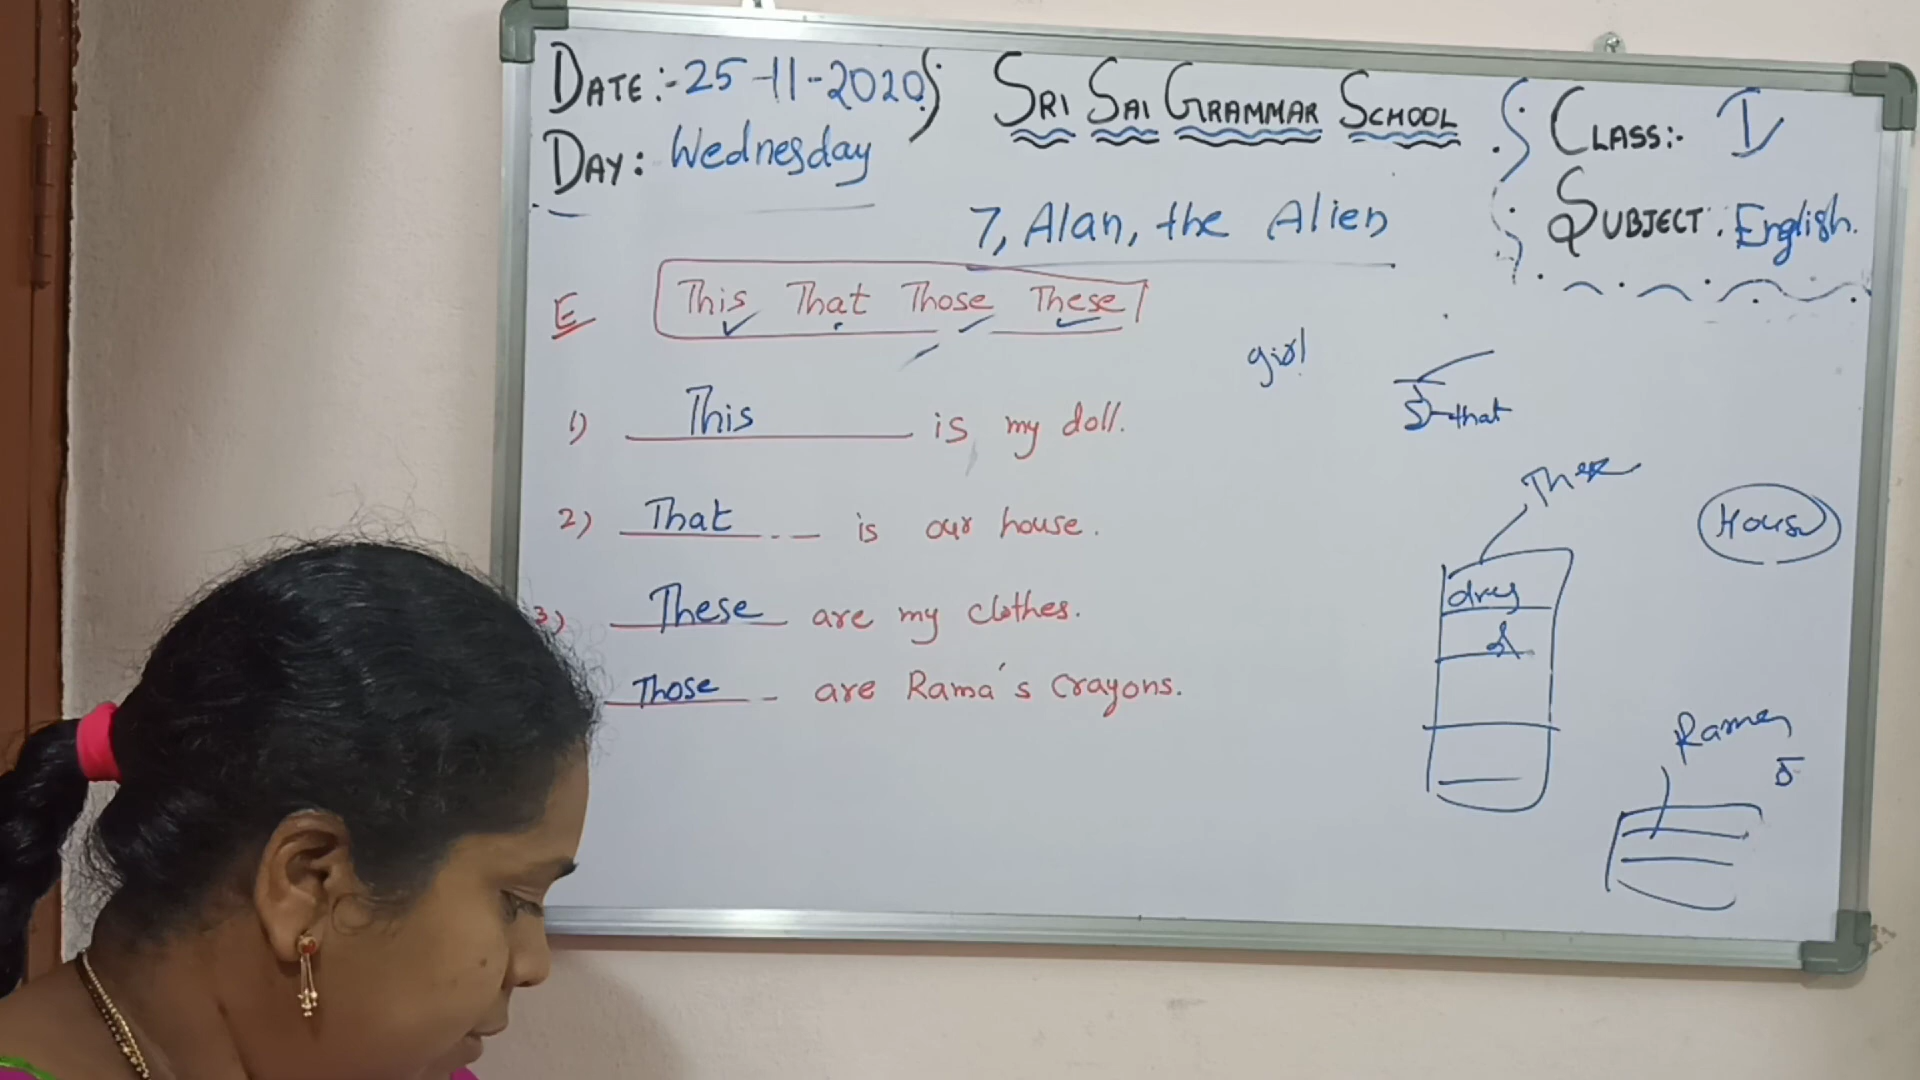 DATE:-25-11-2020
DAY: Wednesday
SRI SAI GRAMMAR SCHOOL
CLASS:- I
SUBJECT: English.
7, Alan, the Alien
E
This That Those These
1) This is my doll.
2) That is our house.
3) These are my clothes.
Those are Rama's Crayons.
girl
that
These
House